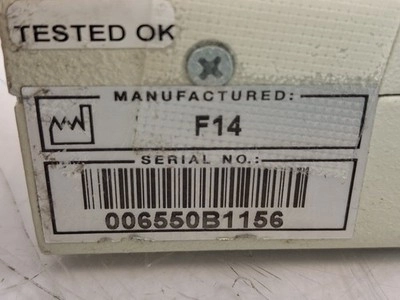 TESTED OK
MANUFACTURED:
F14
SERIAL NO.:
006550B1156